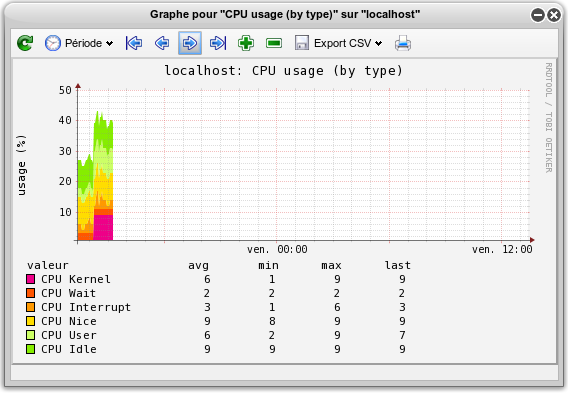 Graphe pour "CPU usage (by type)" sur "localhost"
Période Export CSV
localhost: CPU usage (by type)
RRDTOOL / TOBI OETIKER
usage (%)
50
40
30
20
10
ven. 00:00 ven. 12:00
valeur avg min max last
CPU Kernel 6 1 9 9
CPU Wait 2 2 2 2
CPU Interrupt 3 1 6 3
CPU Nice 9 8 9 9
CPU User 6 2 9 7
CPU Idle 9 9 9 9